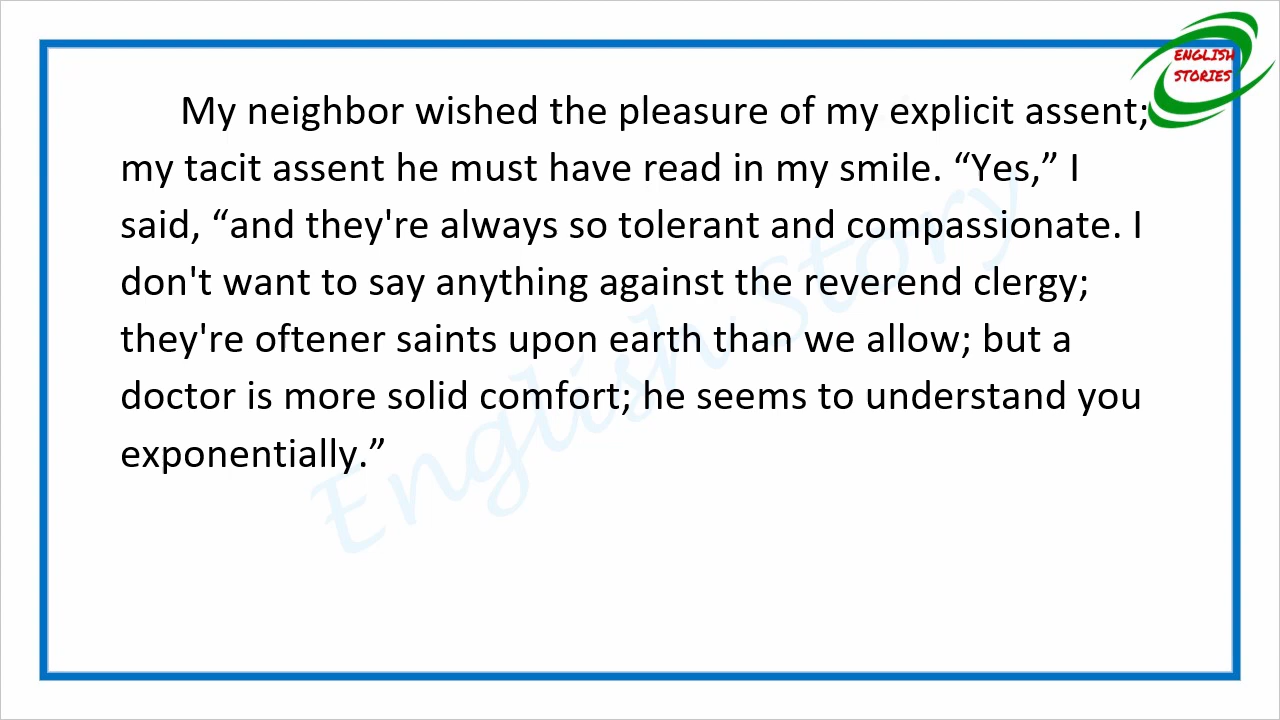 ENGLISH
STORIES
My neighbor wished the pleasure of my explicit assent;
my tacit assent he must have read in my smile. “Yes,” I
said, “and they're always so tolerant and compassionate. I
don't want to say anything against the reverend clergy;
they're oftener saints upon earth than we allow; but a
doctor is more solid comfort; he seems to understand you
exponentially.”
English Story